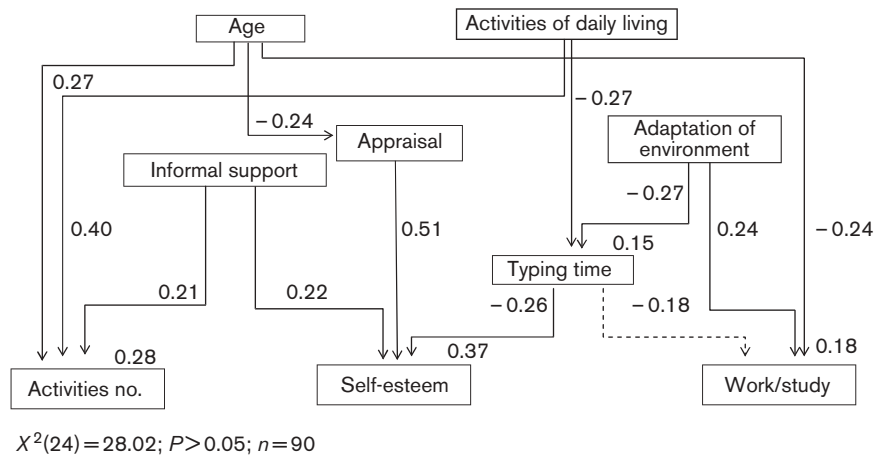 Age
Activities of daily living
0.27
−0.27
−0.24
Appraisal
Adaptation of
environment
Informal support
−0.27
0.40
0.51
0.24
−0.24
0.15
Typing time
0.21
0.22
−0.26
−0.18
0.28
0.37
0.18
Activities no.
Self-esteem
Work/study
X²(24)=28.02; P>0.05; n=90